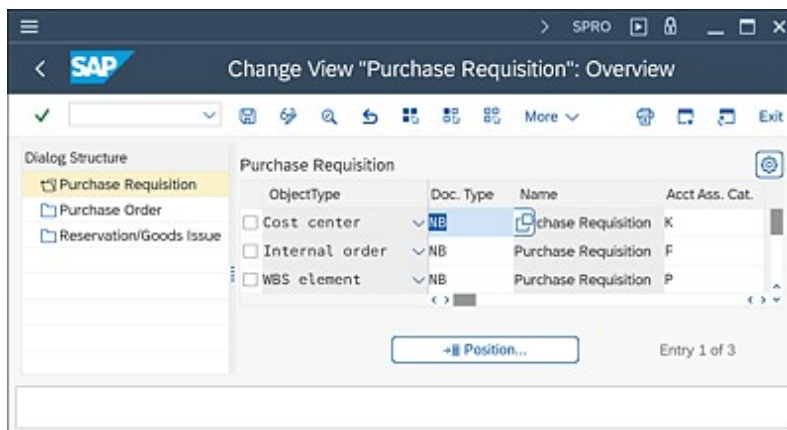 SPRO
SAP
Change View "Purchase Requisition": Overview
More
Exit
Dialog Structure
Purchase Requisition
Purchase Order
Reservation/Goods Issue
Purchase Requisition
ObjectType Doc. Type Name Acct Ass. Cat.
Cost center NB chase Requisition K
Internal order NB Purchase Requisition F
WBS element NB Purchase Requisition P
Position...
Entry 1 of 3